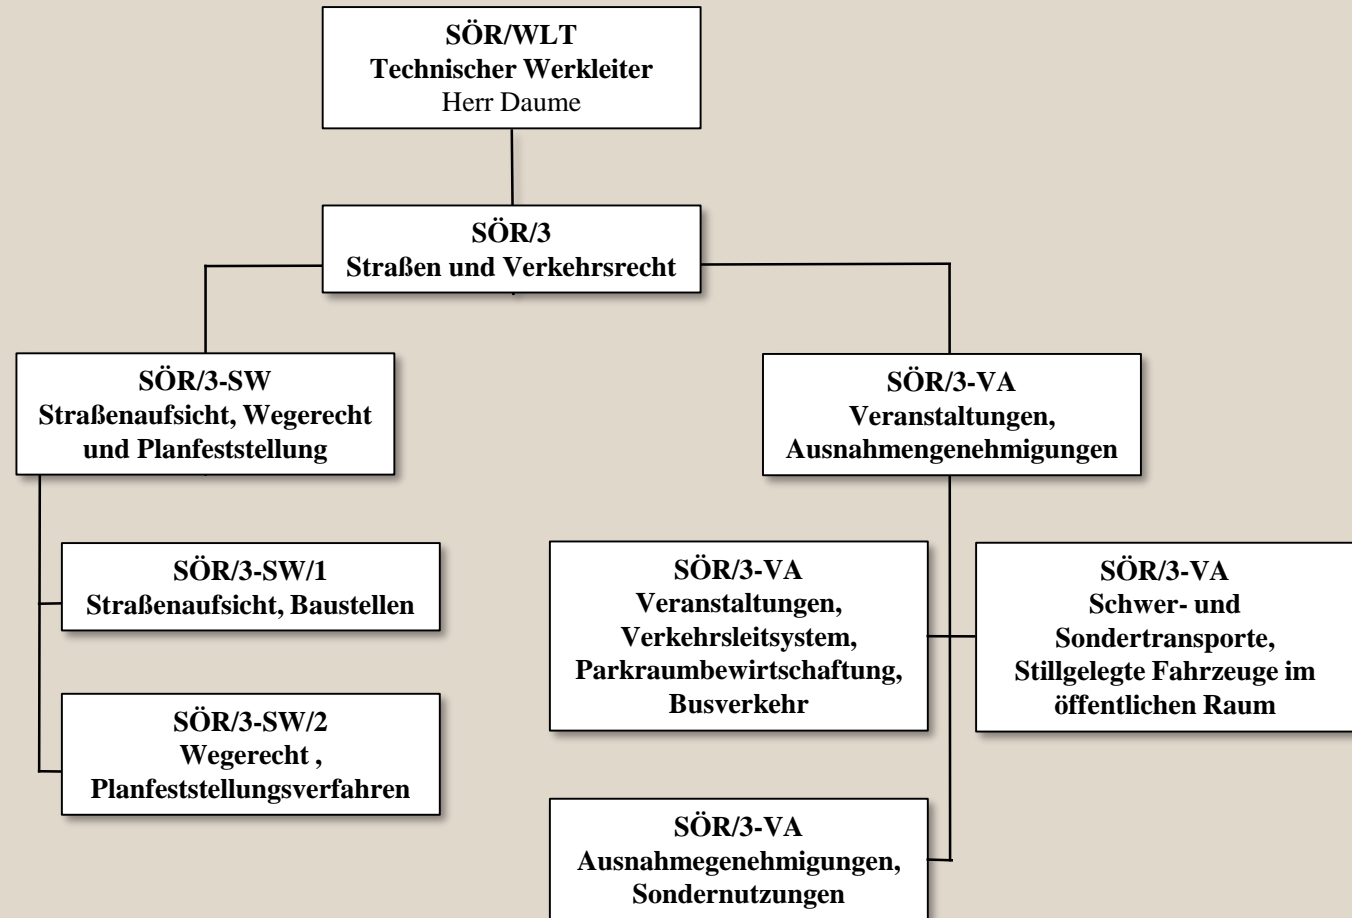 SÖR/WLT
Technischer Werkleiter
Herr Daume
SÖR/3
Straßen und Verkehrsrecht
SÖR/3-SW
Straßenaufsicht, Wegerecht
und Planfeststellung
SÖR/3-VA
Veranstaltungen,
Ausnahmengenehmigungen
SÖR/3-SW/1
Straßenaufsicht, Baustellen
SÖR/3-SW/2
Wegerecht ,
Planfeststellungsverfahren
SÖR/3-VA
Veranstaltungen,
Verkehrsleitsystem,
Parkraumbewirtschaftung,
Busverkehr
SÖR/3-VA
Schwer- und
Sondertransporte,
Stillgelegte Fahrzeuge im
öffentlichen Raum
SÖR/3-VA
Ausnahmegenehmigungen,
Sondernutzungen